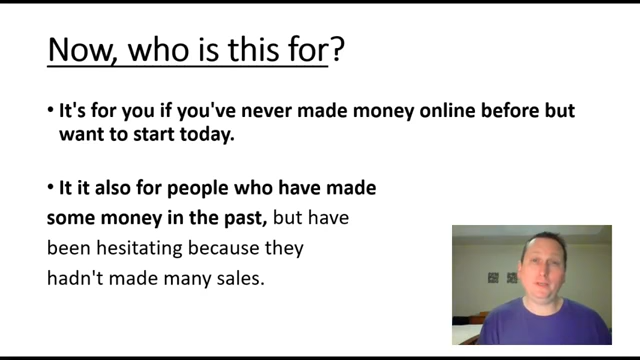 Now, who is this for?
• It's for you if you've never made money online before but
want to start today.
• It it also for people who have made
some money in the past, but have
been hesitating because they
hadn't made many sales.